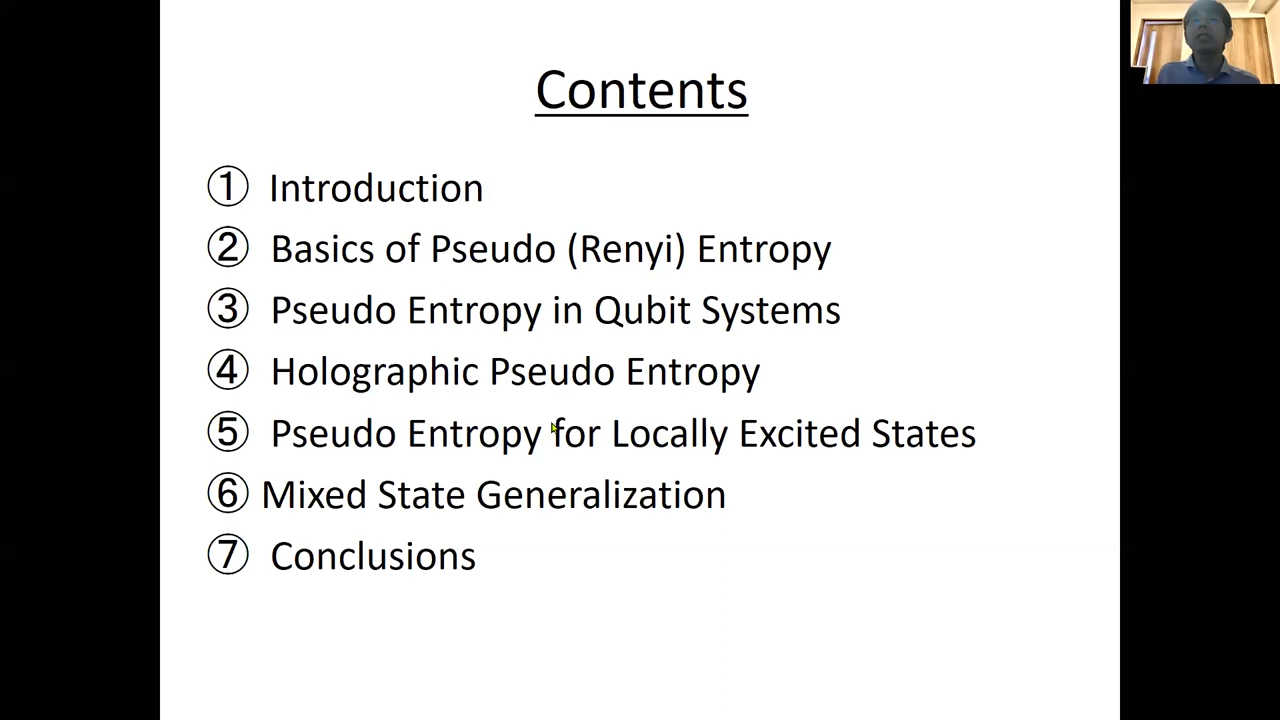 Contents
① Introduction
② Basics of Pseudo (Renyi) Entropy
③ Pseudo Entropy in Qubit Systems
④ Holographic Pseudo Entropy
⑤ Pseudo Entropy for Locally Excited States
⑥ Mixed State Generalization
⑦ Conclusions